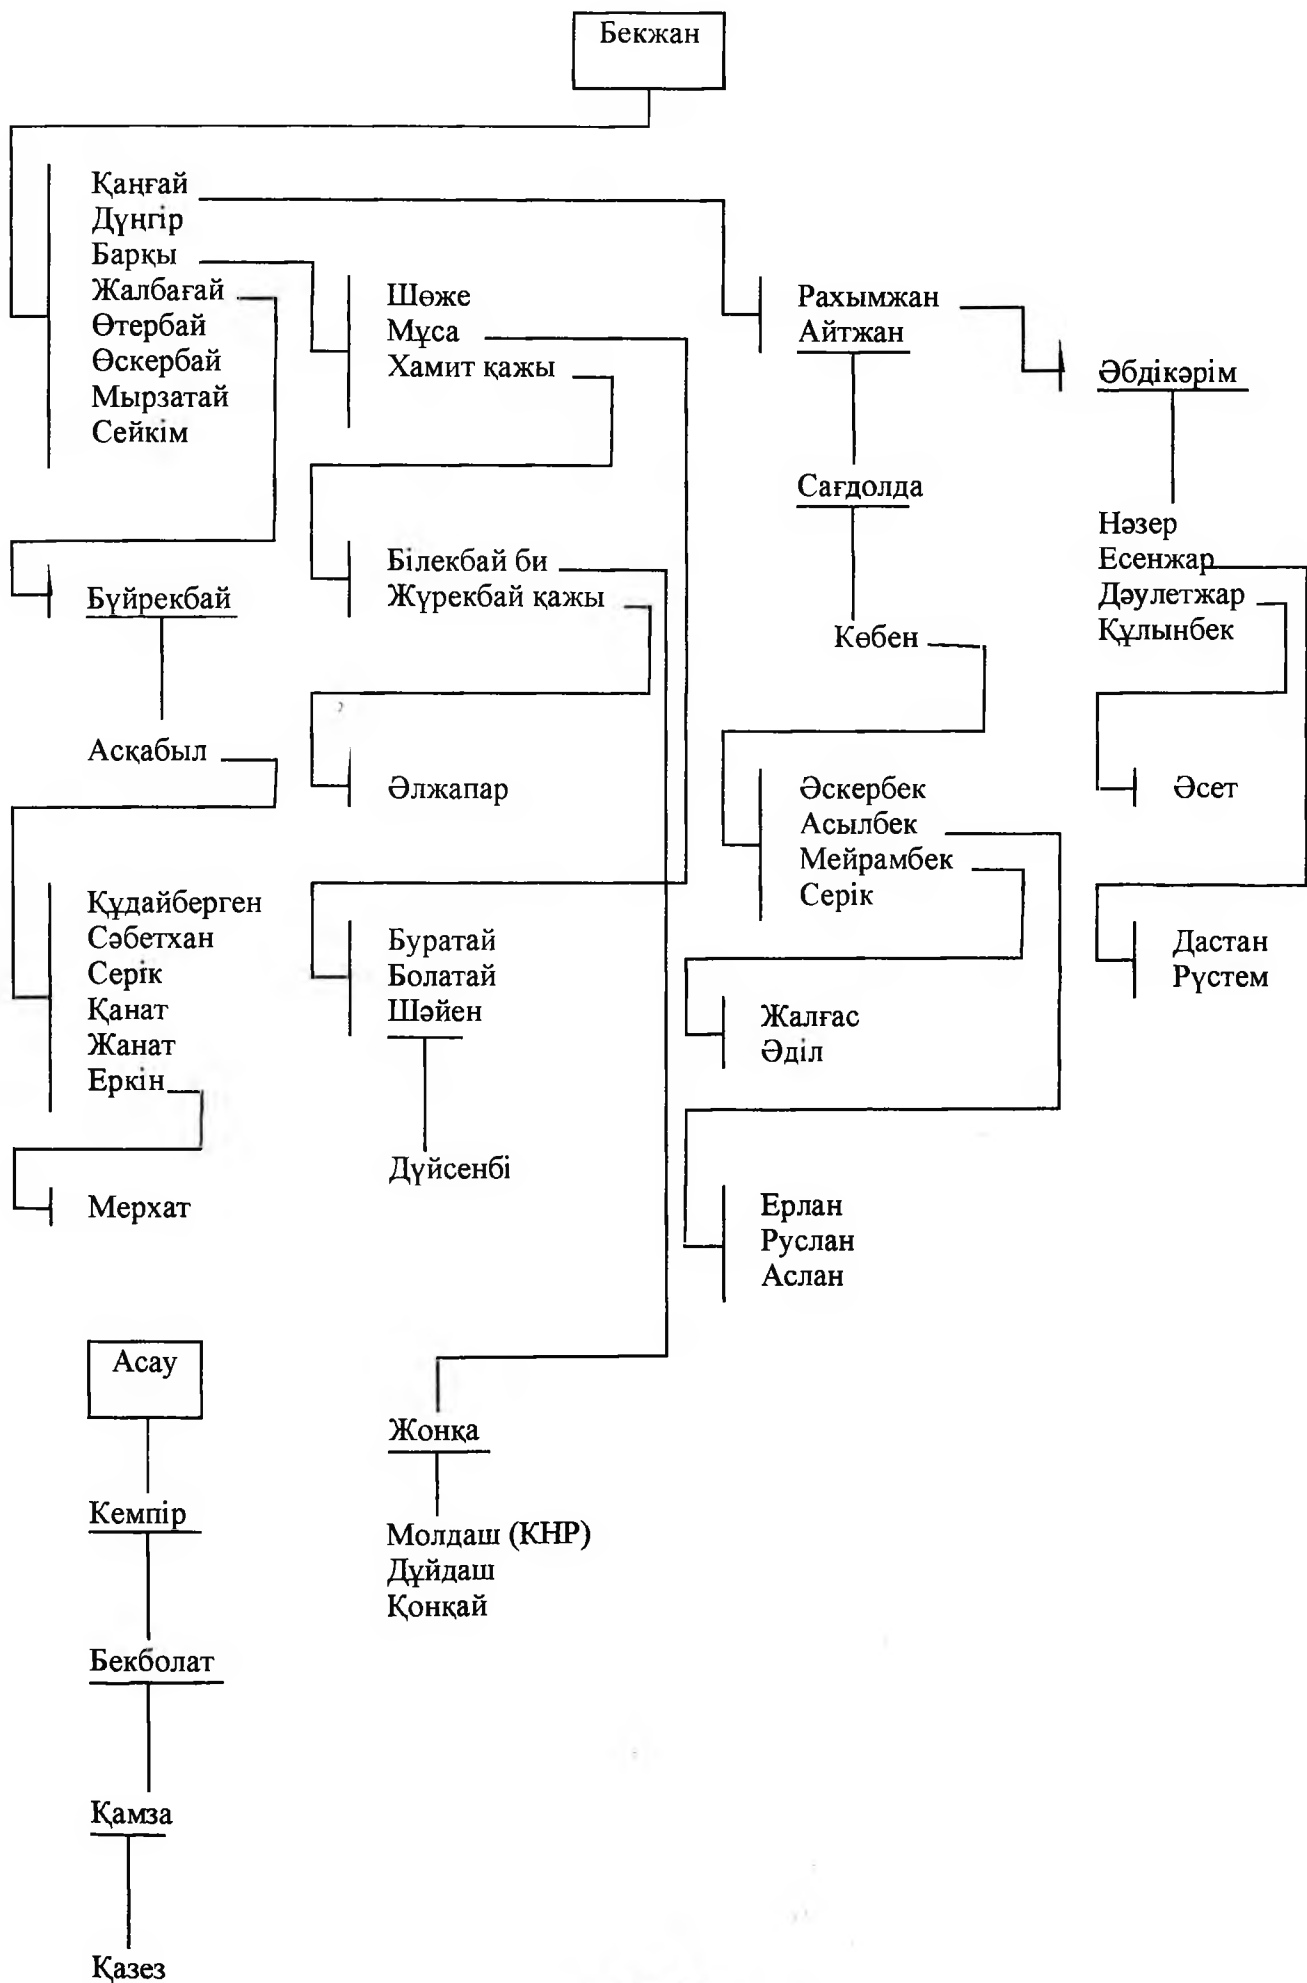 Бекжан
Қаңғай
Дүңгір
Барқы
Жалбағай
Өтербай
Өскербай
Мырзатай
Сейкім
Шөже
Мұса
Хамит қажы
Рахымжан
Айтжан
Әбдікәрім
Сағдолда
Нәзер
Есенжар
Дәулетжар
Құлынбек
Білекбай би
Жүрекбай қажы
Бүйрекбай
Көбен
Асқабыл
Әлжапар
Әскербек
Асылбек
Мейрамбек
Серік
Әсет
Құдайберген
Сәбетхан
Серік
Қанат
Жанат
Еркін
Буратай
Болатай
Шәйен
Дастан
Рүстем
Жалғас
Әділ
Дүйсенбі
Мерхат
Ерлан
Руслан
Аслан
Асау
Жонқа
Кемпір
Молдаш (КНР)
Дұйдаш
Қонқай
Бекболат
Қамза
Қазез